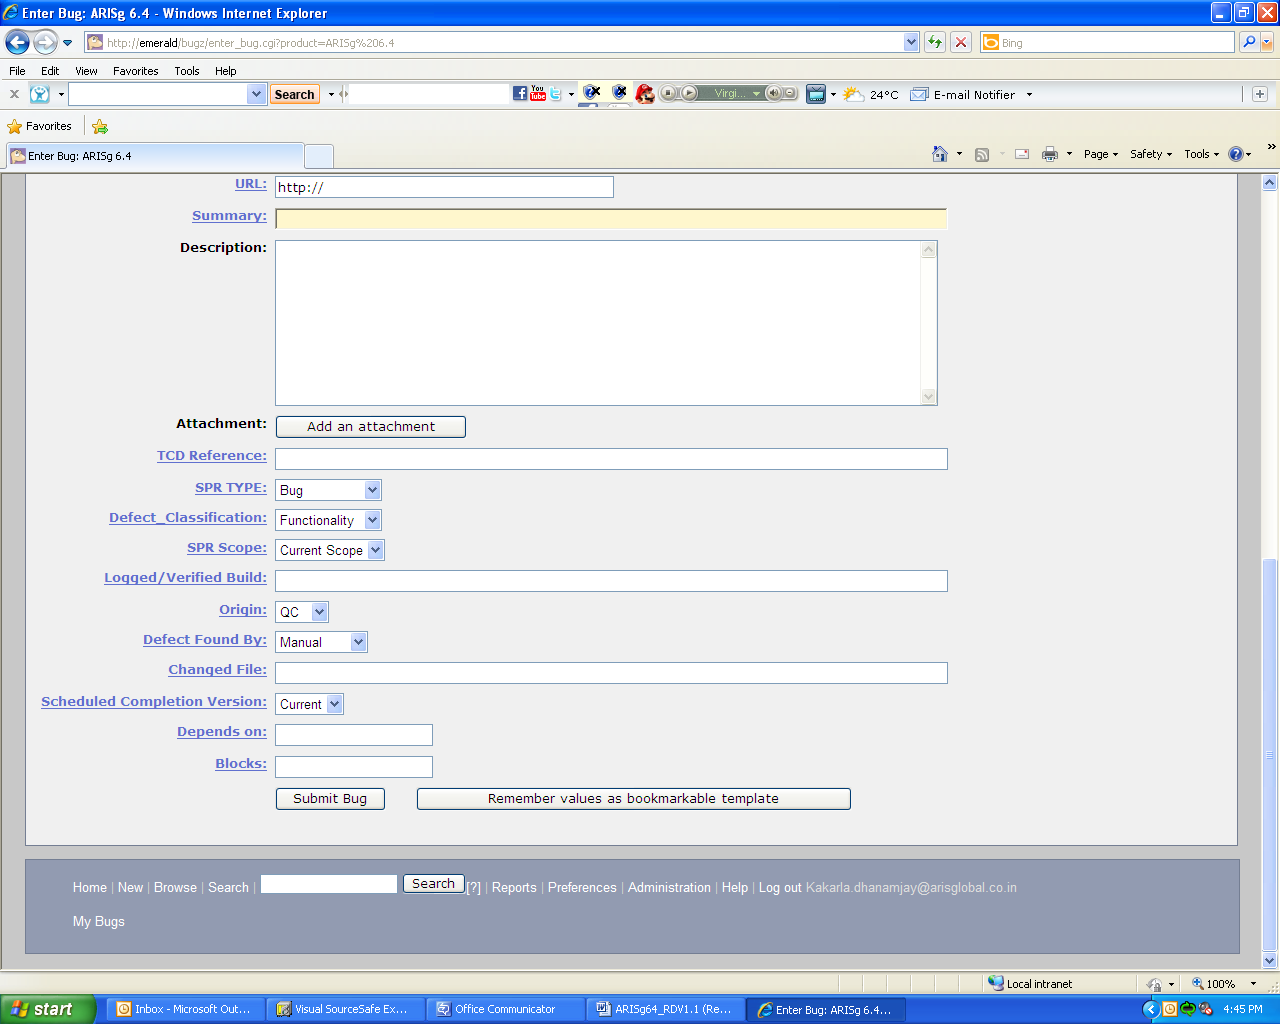 Enter Bug: ARISg 6.4 - Windows Internet Explorer
http://emerald/bugz/enter_bug.cgi?product=ARISg%206.4
Bing
File Edit View Favorites Tools Help
Search You Tube Virgi... 24°C E-mail Notifier
Favorites
Enter Bug: ARISg 6.4
Page Safety Tools
URL: http://
Summary:
Description:
Attachment: Add an attachment
TCD Reference:
SPR TYPE: Bug
Defect_Classification: Functionality
SPR Scope: Current Scope
Logged/Verified Build:
Origin: QC
Defect Found By: Manual
Changed File:
Scheduled Completion Version: Current
Depends on:
Blocks:
Submit Bug Remember values as bookmarkable template
Home | New | Browse | Search | Search [?] | Reports | Preferences | Administration | Help | Log out Kakarla.dhanamjay@arisglobal.co.in
My Bugs
Local intranet 100%
start Inbox - Microsoft Out... Visual SourceSafe Ex... Office Communicator ARISg64_RDV1.1 (Re... Enter Bug: ARISg 6.4... 4:45 PM